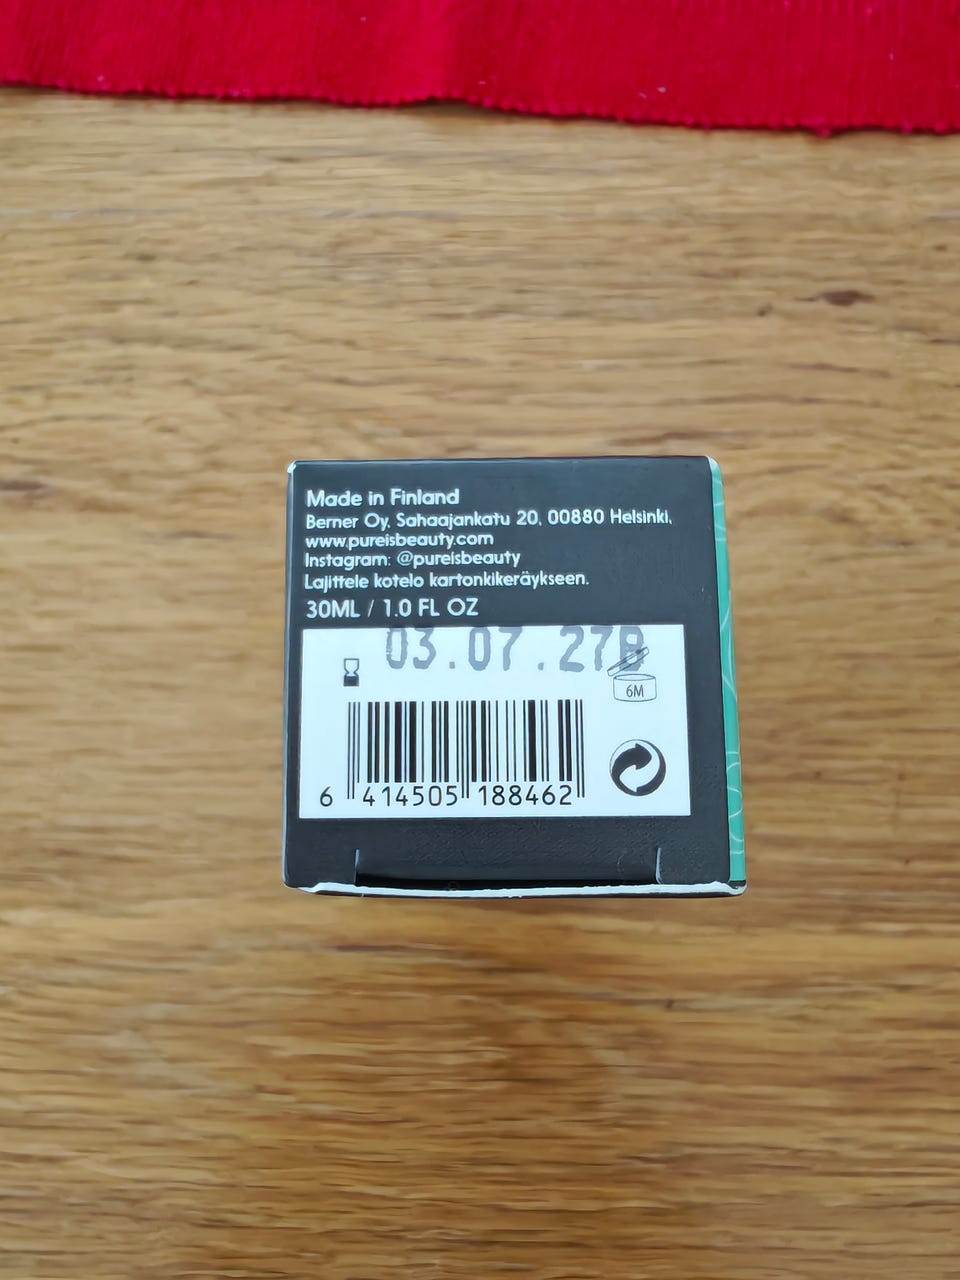 Made in Finland
Berner Oy, Sahaajankatu 20, 00880 Helsinki,
www.pureisbeauty.com
Instagram: @pureisbeauty
Lajittele kotelo kartonkikeräykseen.
30ML / 1.0 FL OZ
03.07.27B
6M
6 414505 188462